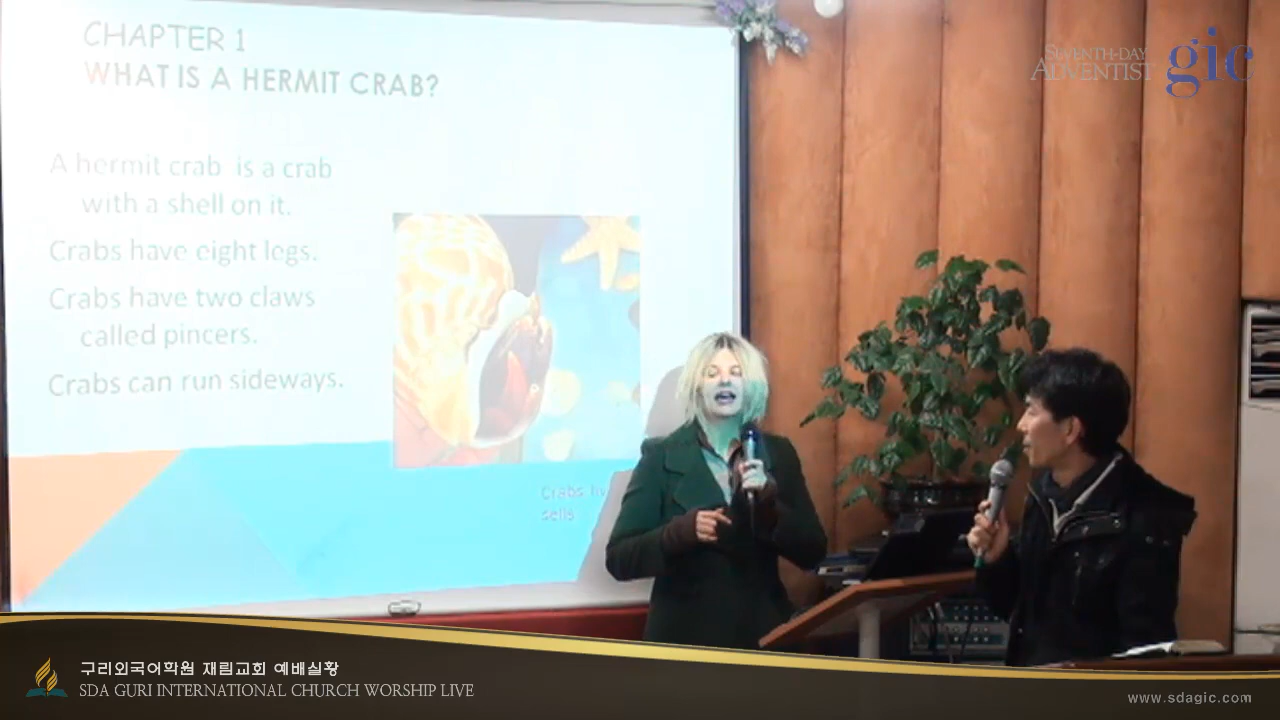 CHAPTER 1
WHAT IS A HERMIT CRAB?
A hermit crab is a crab
with a shell on it.
Crabs have eight legs.
Crabs have two claws
called pincers.
Crabs can run sideways.
Crabs
sells
SEVENTH-DAY
ADVENTIST
gic
구리외국어학원 재림교회 예배실황
SDA GURI INTERNATIONAL CHURCH WORSHIP LIVE
www.sdagic.com